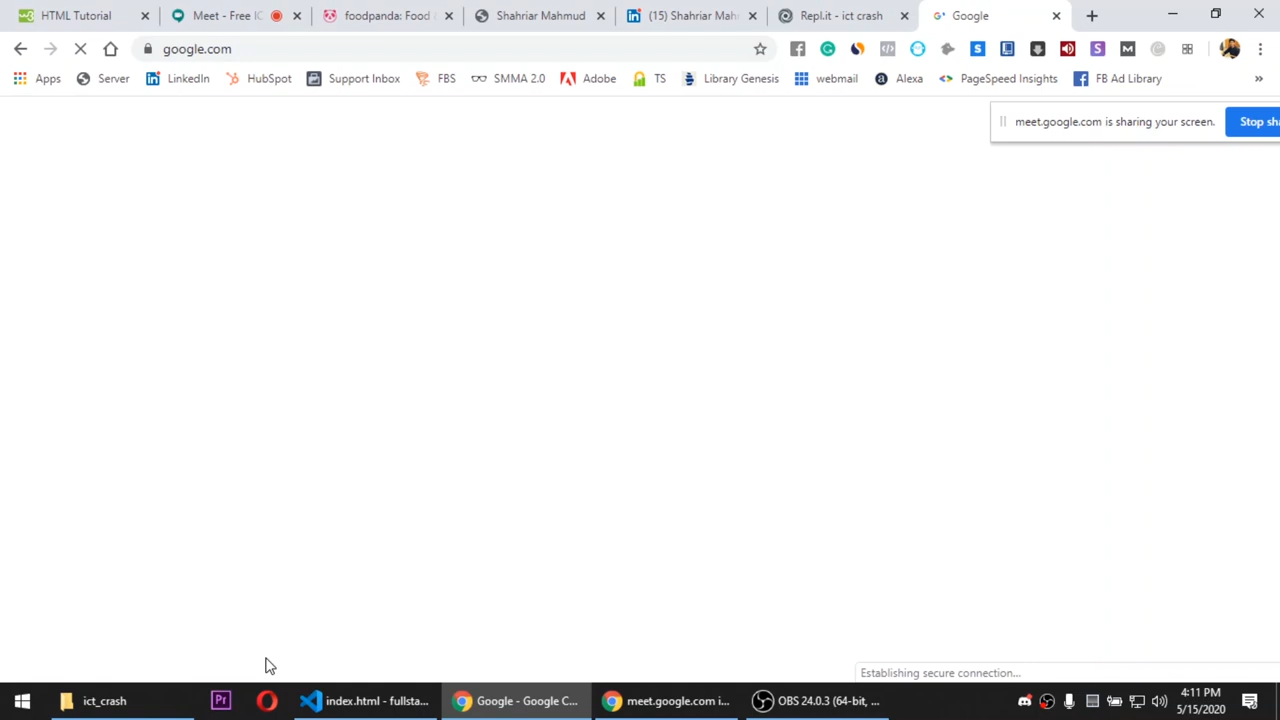 HTML Tutorial
Meet - Free IC
foodpanda: Food
Shahriar Mahmud
(15) Shahriar Mah
Repl.it - ict crash
Google
google.com
Apps
Server
LinkedIn
HubSpot
Support Inbox
FBS
SMMA 2.0
Adobe
TS
Library Genesis
webmail
Alexa
PageSpeed Insights
FB Ad Library
meet.google.com is sharing your screen.
Stop sha
Establishing secure connection...
ict_crash
Pr
index.html - fullsta...
Google - Google C...
meet.google.com i...
OBS 24.0.3 (64-bit, ...
4:11 PM
5/15/2020